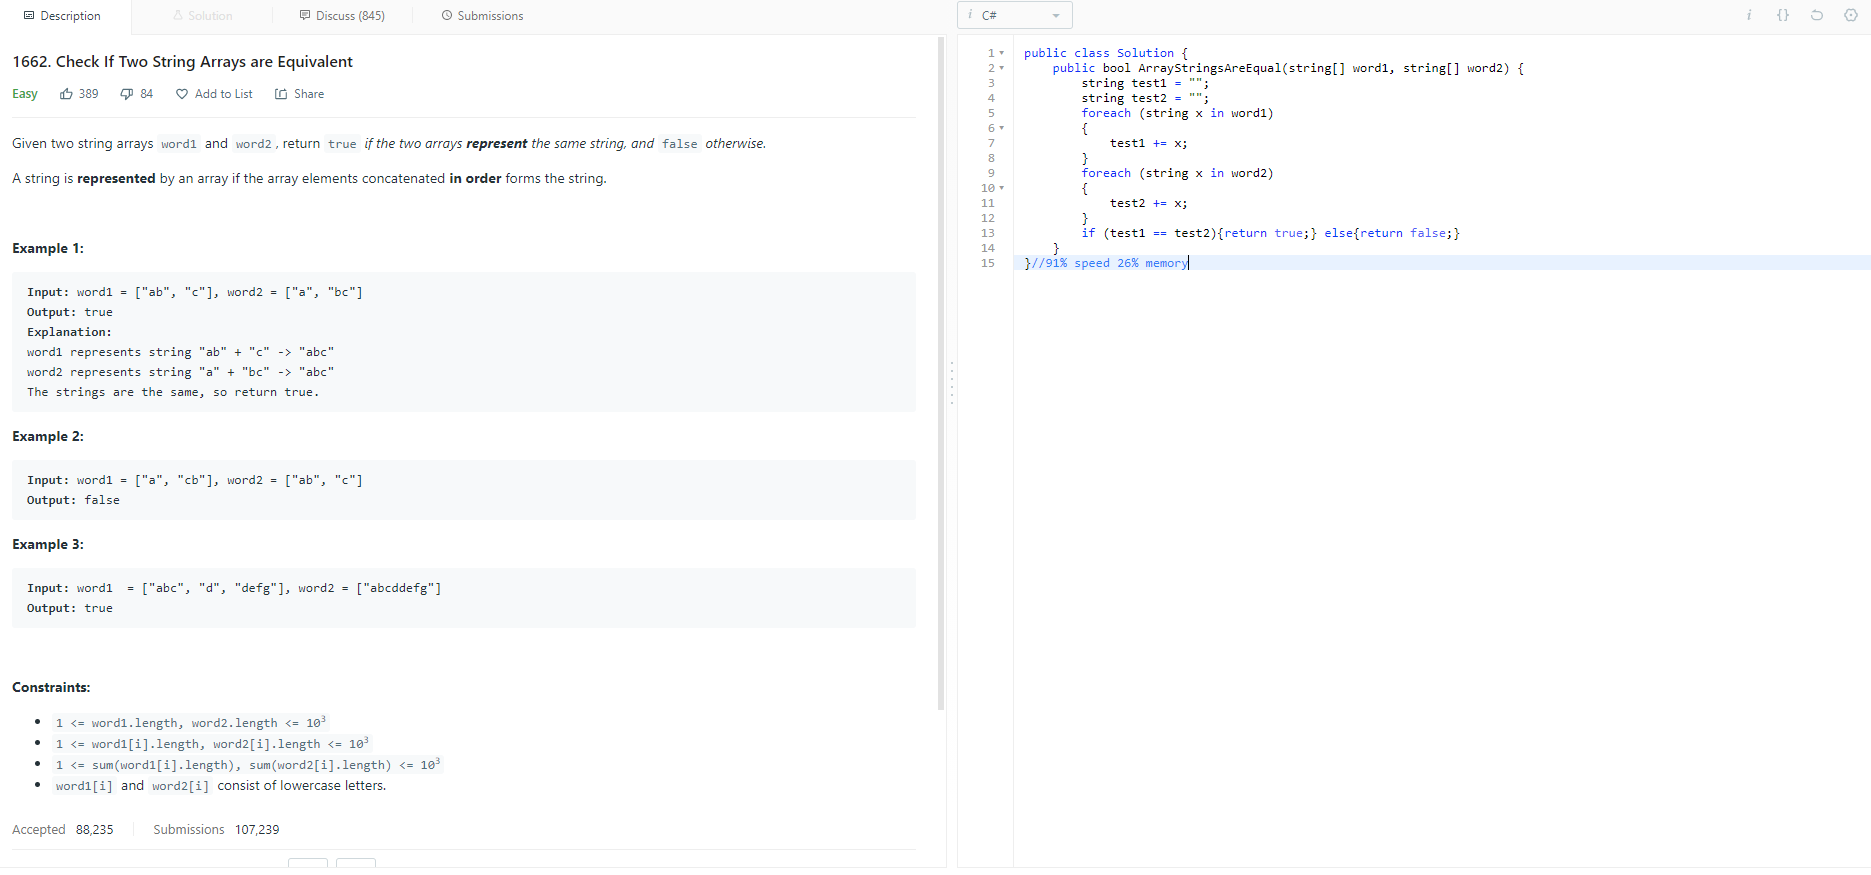 Description
Solution
Discuss (845)
Submissions
1662. Check If Two String Arrays are Equivalent
Easy 389 84 Add to List Share
Given two string arrays word1 and word2, return true if the two arrays represent the same string, and false otherwise.
A string is represented by an array if the array elements concatenated in order forms the string.
Example 1:
Input: word1 = ["ab", "c"], word2 = ["a", "bc"]
Output: true
Explanation:
word1 represents string "ab" + "c" -> "abc"
word2 represents string "a" + "bc" -> "abc"
The strings are the same, so return true.
Example 2:
Input: word1 = ["a", "cb"], word2 = ["ab", "c"]
Output: false
Example 3:
Input: word1  = ["abc", "d", "defg"], word2 = ["abcddefg"]
Output: true
Constraints:
• 1 <= word1.length, word2.length <= 10³
• 1 <= word1[i].length, word2[i].length <= 10³
• 1 <= sum(word1[i].length), sum(word2[i].length) <= 10³
• word1[i] and word2[i] consist of lowercase letters.
Accepted 88,235 Submissions 107,239
i C#
i {}
1 public class Solution {
2     public bool ArrayStringsAreEqual(string[] word1, string[] word2) {
3         string test1 = "";
4         string test2 = "";
5         foreach (string x in word1)
6         {
7             test1 += x;
8         }
9         foreach (string x in word2)
10         {
11             test2 += x;
12         }
13         if (test1 == test2){return true;} else{return false;}
14     }
15 }//91% speed 26% memory